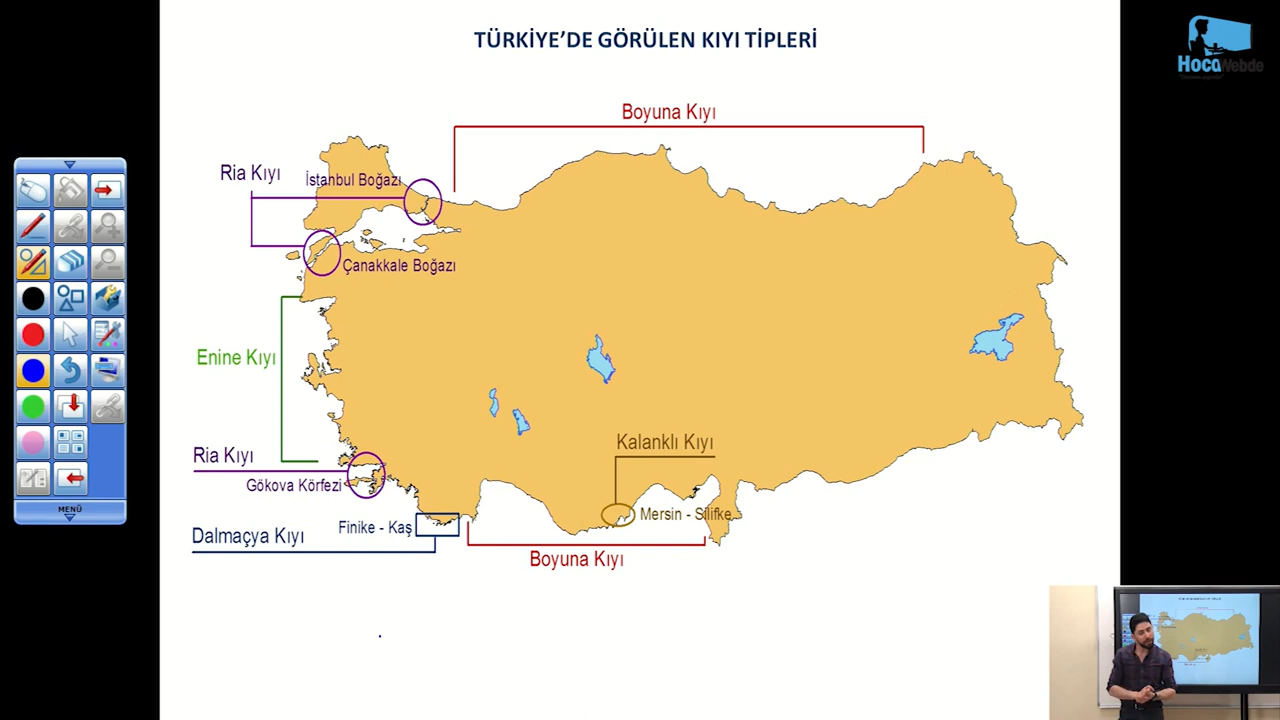 TÜRKİYE'DE GÖRÜLEN KIYI TİPLERİ
HocaWebde
Boyuna Kıyı
Ria Kıyı
İstanbul Boğazı
Çanakkale Boğazı
Enine Kıyı
Kalanklı Kıyı
Ria Kıyı
Gökova Körfezi
Mersin - Silifke
Finike - Kaş
Dalmaçya Kıyı
Boyuna Kıyı
MENÜ